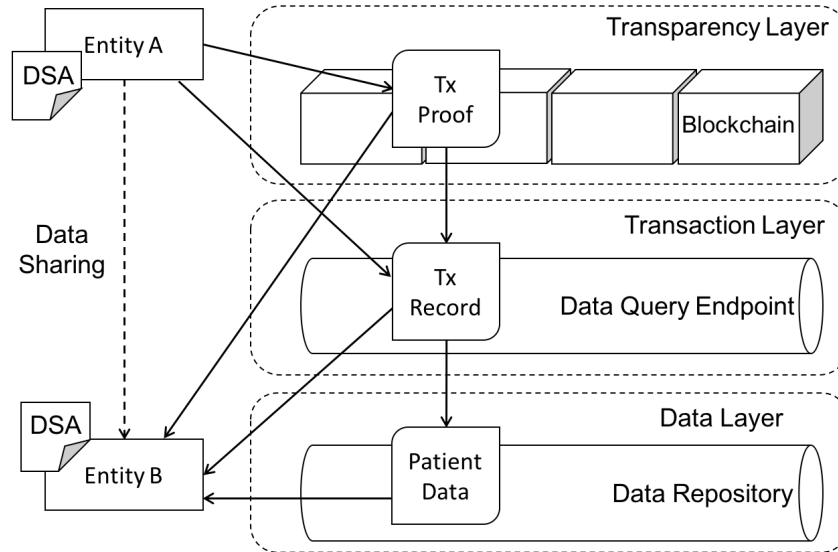 Transparency Layer
Entity A
DSA
Tx
Proof
Blockchain
Transaction Layer
Data
Sharing
Tx
Record
Data Query Endpoint
DSA
Entity B
Data Layer
Patient
Data
Data Repository